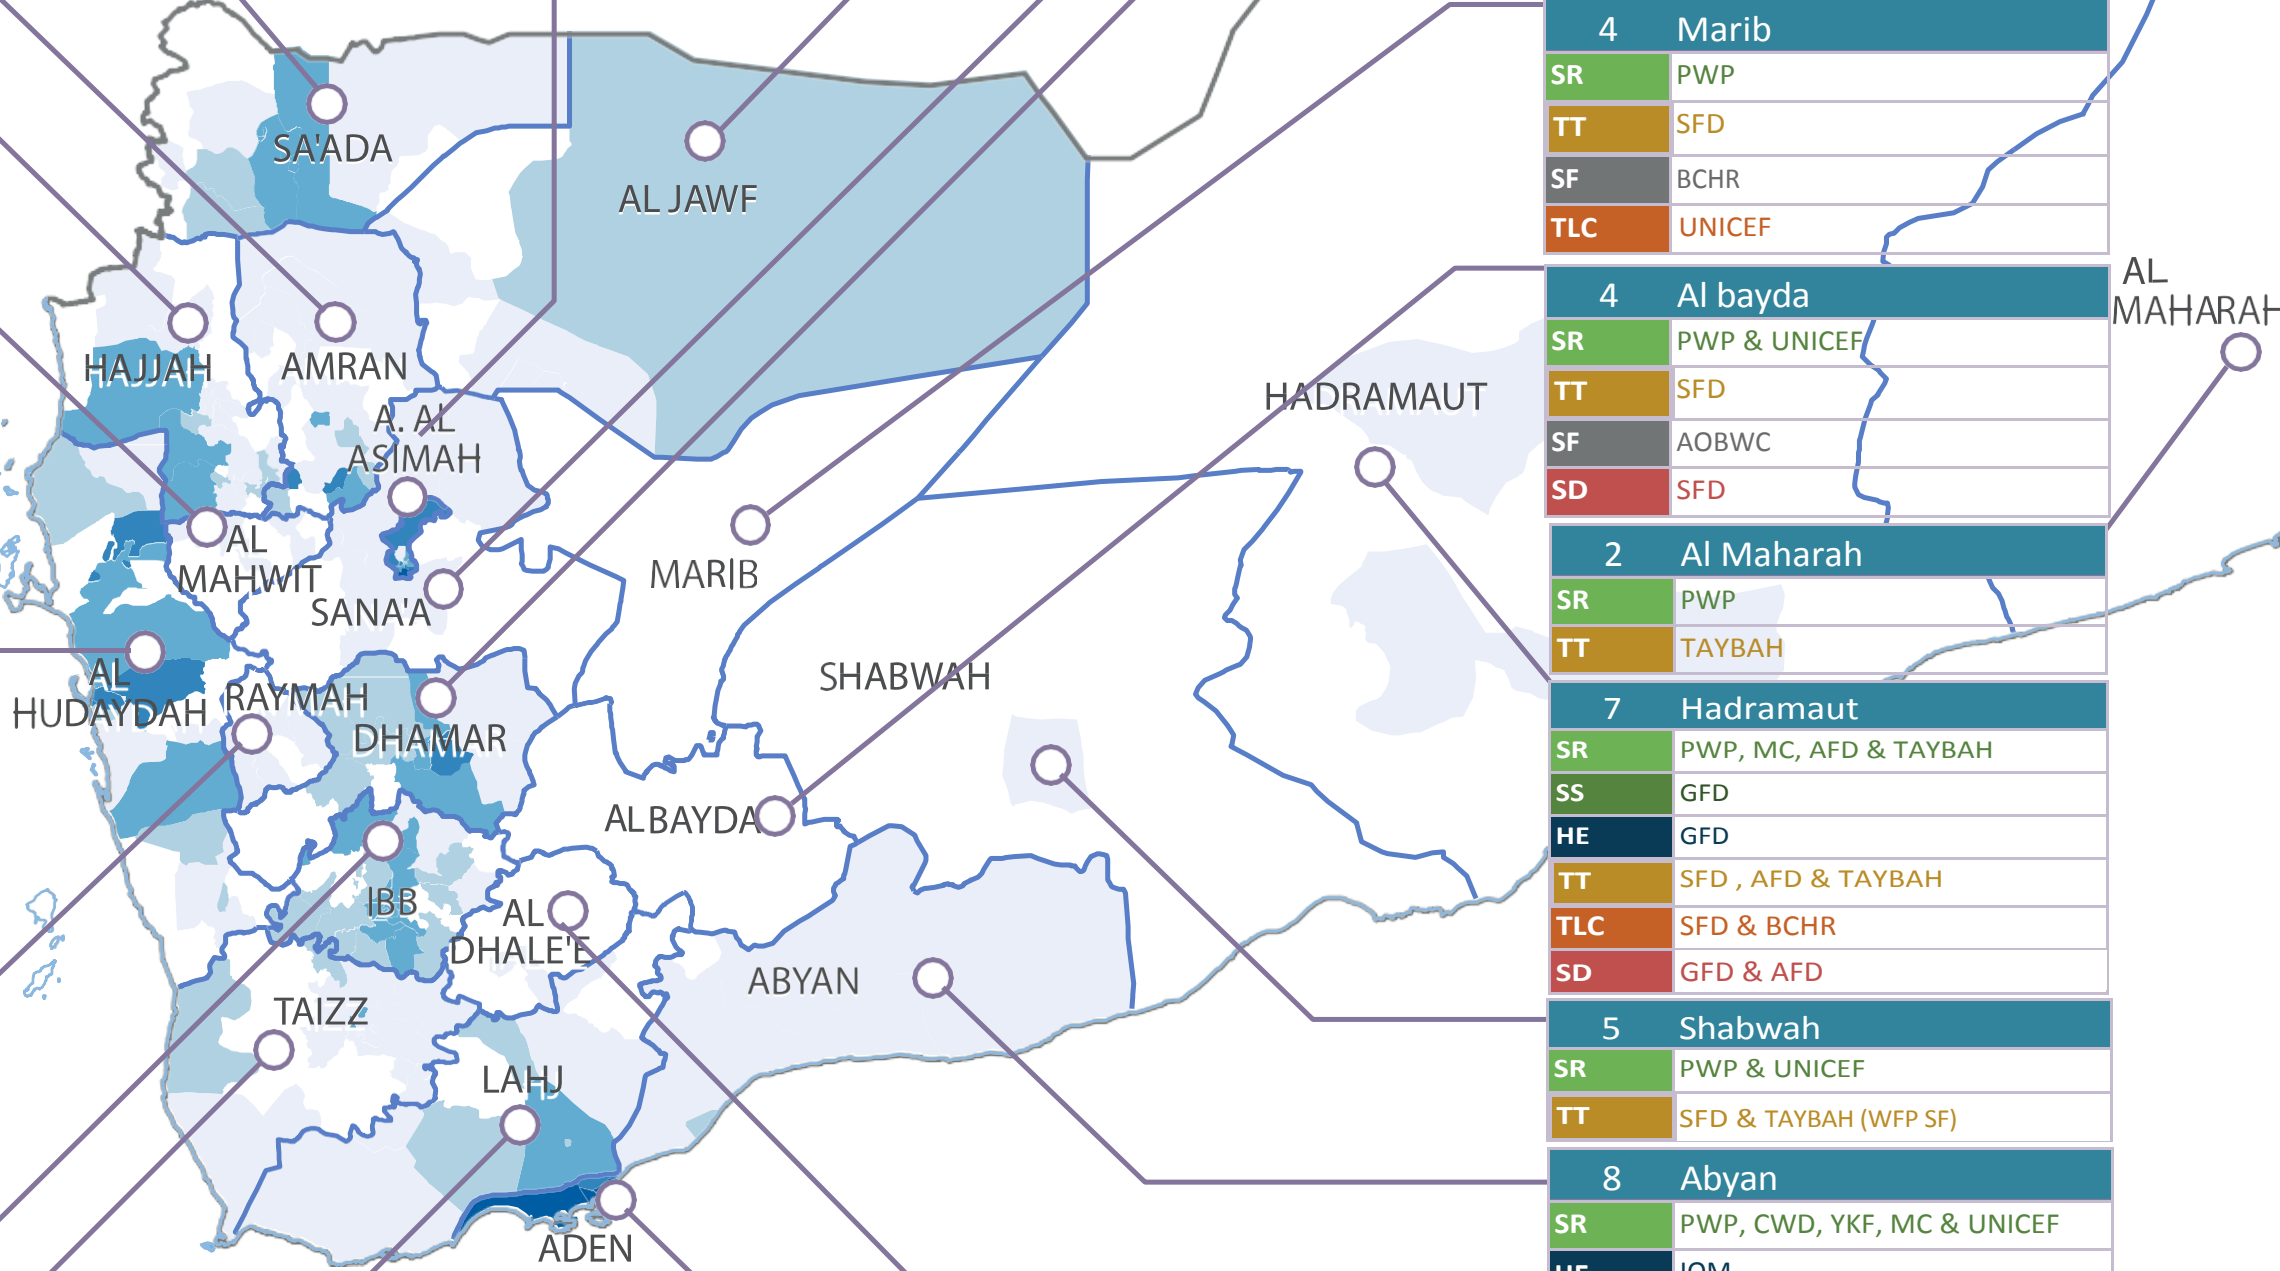 SA'ADA
AL JAWF
HAJJAH
AMRAN
A. AL
ASIMAH
AL
MAHWIT
SANA'A
MARIB
HADRAMAUT
SHABWAH
AL
HUDAYDAH
RAYMAH
DHAMAR
ALBAYDA
IBB
AL
DHALE'E
ABYAN
TAIZZ
LAHJ
ADEN
AL
MAHARAH
4 Marib
SR PWP
TT SFD
SF BCHR
TLC UNICEF
4 Al bayda
SR PWP & UNICEF
TT SFD
SF AOBWC
SD SFD
2 Al Maharah
SR PWP
TT TAYBAH
7 Hadramaut
SR PWP, MC, AFD & TAYBAH
SS GFD
HE GFD
TT SFD , AFD & TAYBAH
TLC SFD & BCHR
SD GFD & AFD
5 Shabwah
SR PWP & UNICEF
TT SFD & TAYBAH (WFP SF)
8 Abyan
SR PWP, CWD, YKF, MC & UNICEF
HE IOM